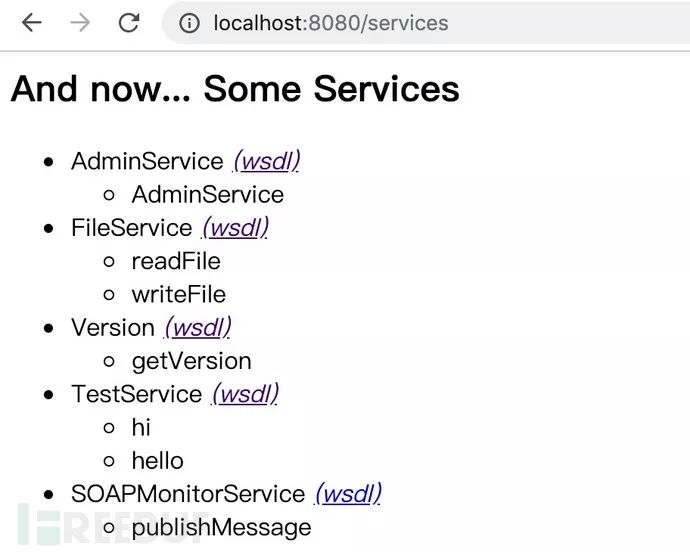 localhost:8080/services
And now... Some Services
AdminService (wsdl)
AdminService
FileService (wsdl)
readFile
writeFile
Version (wsdl)
getVersion
TestService (wsdl)
hi
hello
SOAPMonitorService (wsdl)
publishMessage
REEBUF